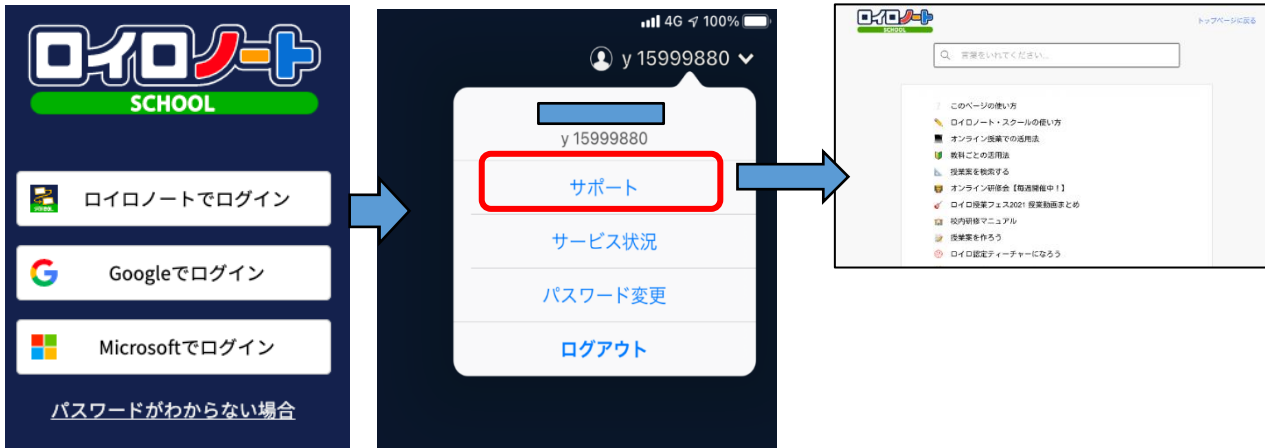 ロイロノート
SCHOOL
ロイロノートでログイン
Googleでログイン
Microsoftでログイン
パスワードがわからない場合
4G 100%
y 15999880
y 15999880
サポート
サービス状況
パスワード変更
ログアウト
ロイロノート
SCHOOL
トップページに戻る
言葉をいれてください...
このページの使い方
ロイロノート・スクールの使い方
オンライン授業での活用法
教科ごとの活用法
授業案を検索する
オンライン研修会【毎週開催中！】
ロイロ授業フェス2021 授業動画まとめ
校内研修マニュアル
授業案を作ろう
ロイロ認定ティーチャーになろう